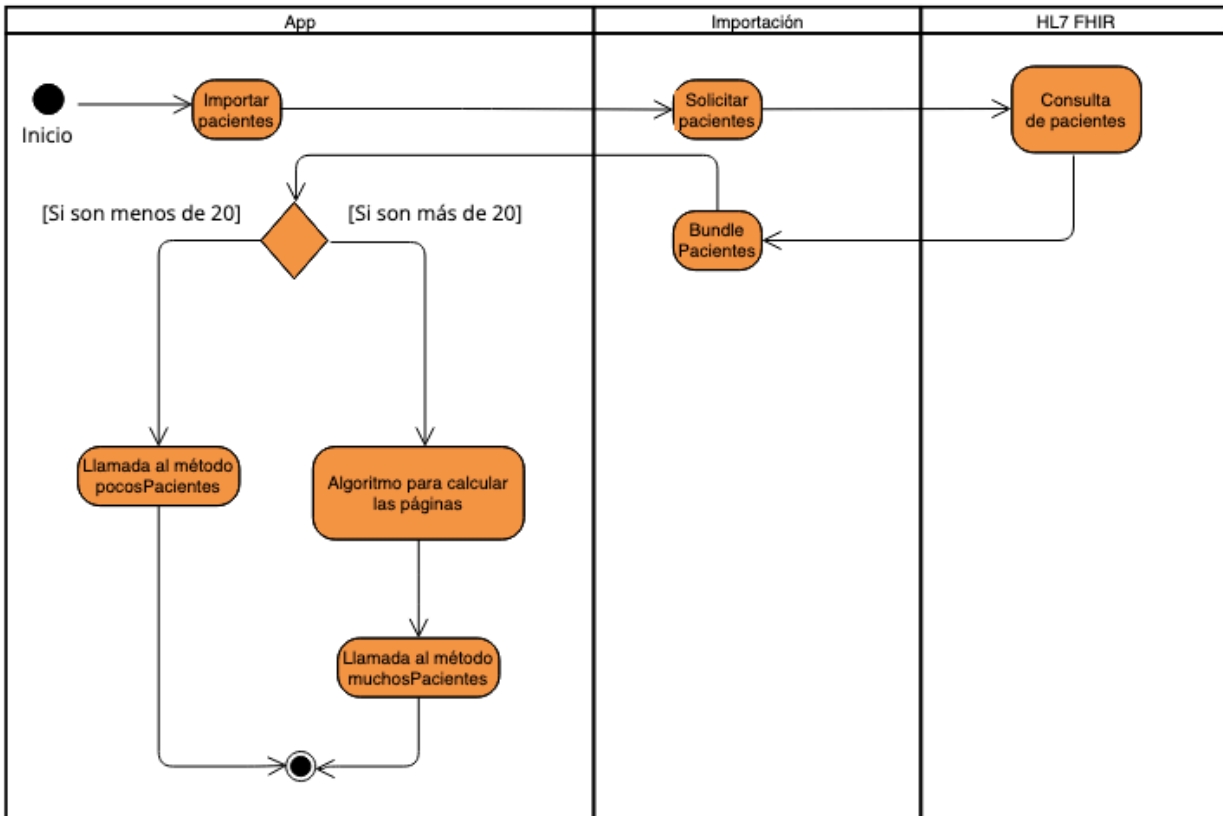 App
Importación
HL7 FHIR
Inicio
Importar
pacientes
Solicitar
pacientes
Consulta
de pacientes
[Si son menos de 20]
[Si son más de 20]
Bundle
Pacientes
Llamada al método
pocosPacientes
Algoritmo para calcular
las páginas
Llamada al método
muchosPacientes